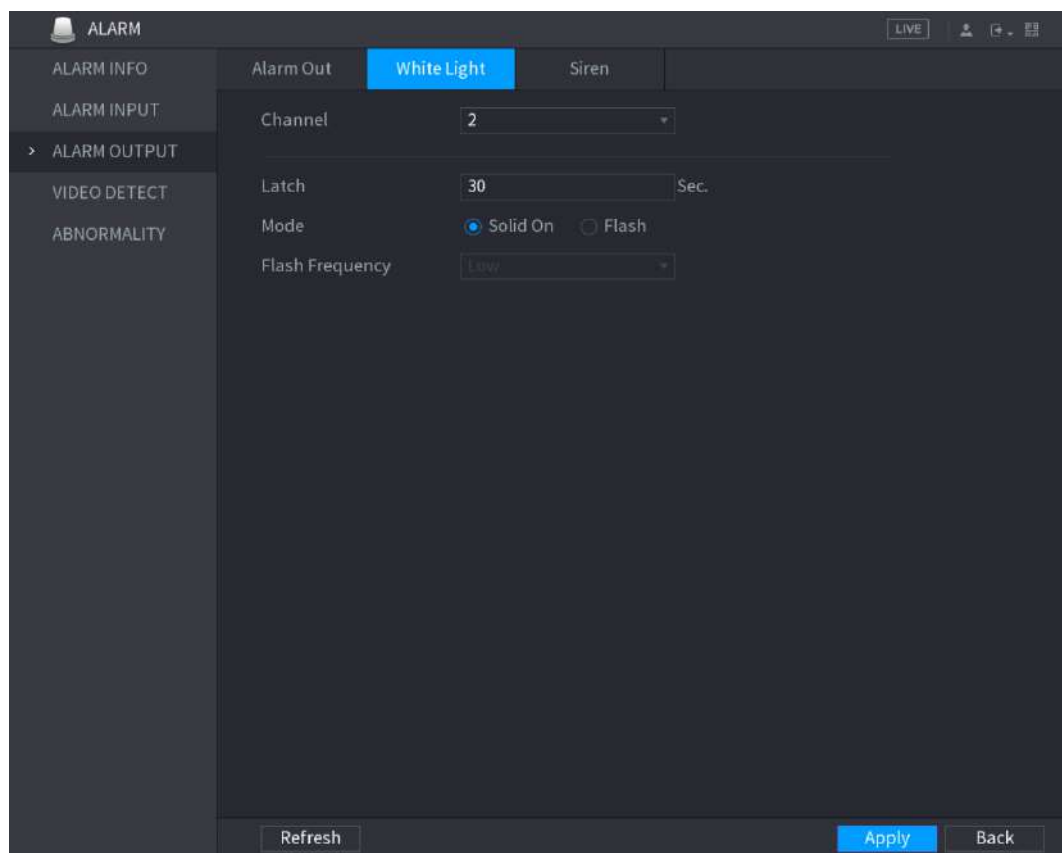 ALARM
LIVE
ALARM INFO
ALARM INPUT
> ALARM OUTPUT
VIDEO DETECT
ABNORMALITY
Alarm Out White Light Siren
Channel 2
Latch 30 Sec.
Mode Solid On Flash
Flash Frequency Low
Refresh Apply Back